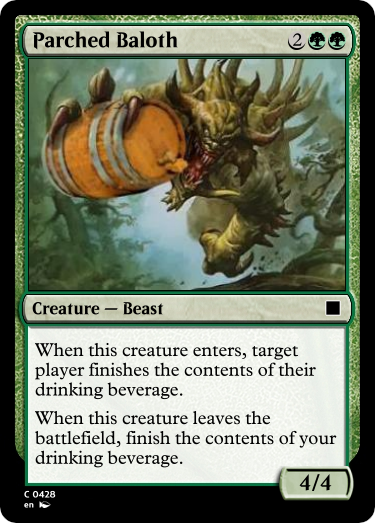 Parched Baloth 2
Creature — Beast
When this creature enters, target
player finishes the contents of their
drinking beverage.
When this creature leaves the
battlefield, finish the contents of your
drinking beverage.
4/4
C 0428
en